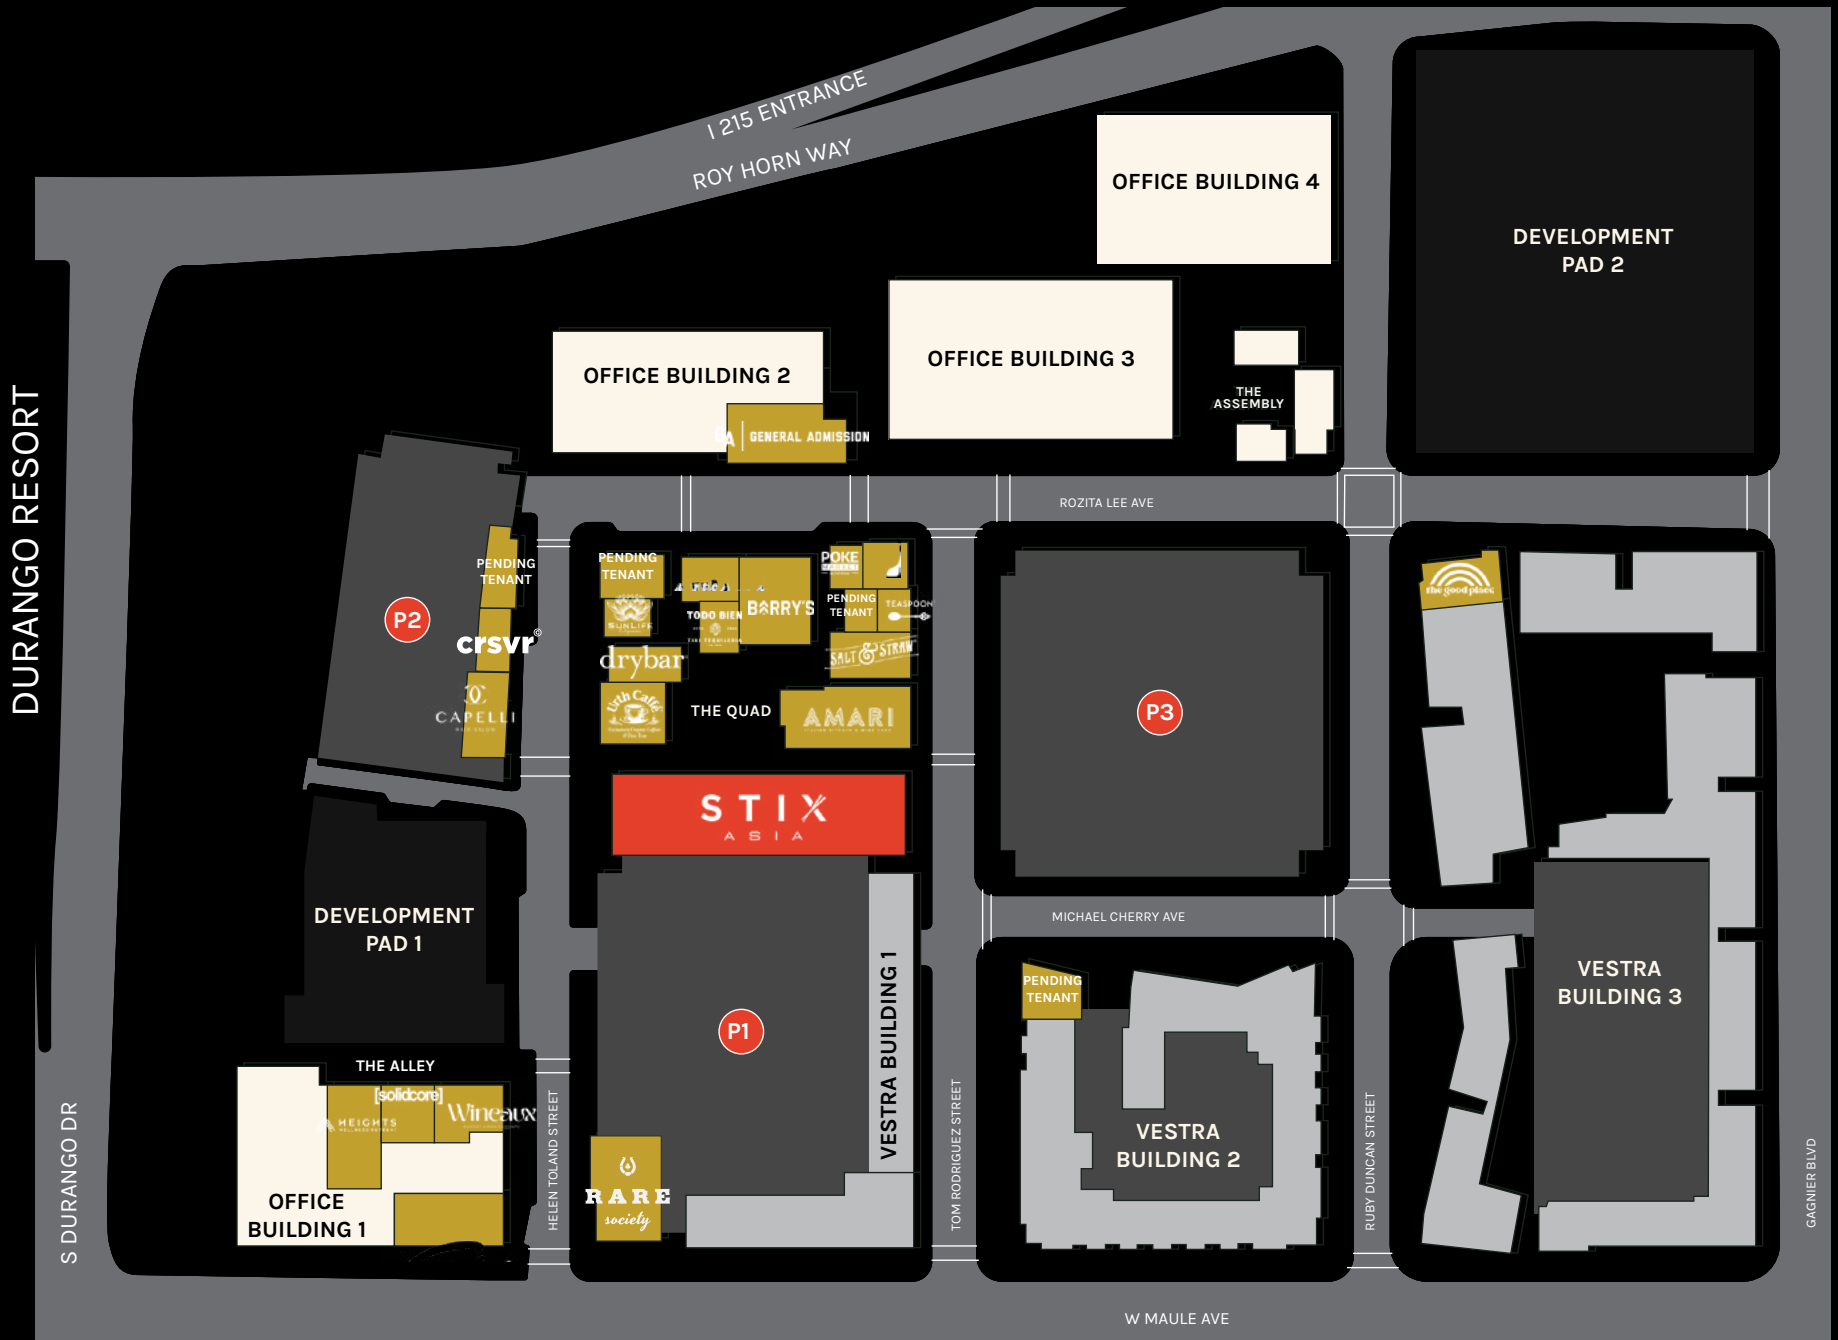 I 215 ENTRANCE
ROY HORN WAY
OFFICE BUILDING 4
DEVELOPMENT
PAD 2
OFFICE BUILDING 3
OFFICE BUILDING 2
THE
ASSEMBLY
GENERAL ADMISSION
DURANGO RESORT
ROZITA LEE AVE
PENDING
TENANT
P2
crsvr
CAPELLI
PENDING
TENANT
SUNLIFE
drybar
Urth Caffé
TODO BIEN
BARRY'S
POKE
MARKET
PENDING
TENANT
TEASPOON
SALT & STRAW
THE QUAD
AMARI
STIX
ASIA
P3
the good place
DEVELOPMENT
PAD 1
MICHAEL CHERRY AVE
P1
VESTRA BUILDING 1
PENDING
TENANT
VESTRA
BUILDING 2
VESTRA
BUILDING 3
THE ALLEY
[solidcore]
HEIGHTS
Wineaux
OFFICE
BUILDING 1
RARE
society
S DURANGO DR
HELEN TOLAND STREET
TOM RODRIGUEZ STREET
RUBY DUNCAN STREET
GAGNIER BLVD
W MAULE AVE